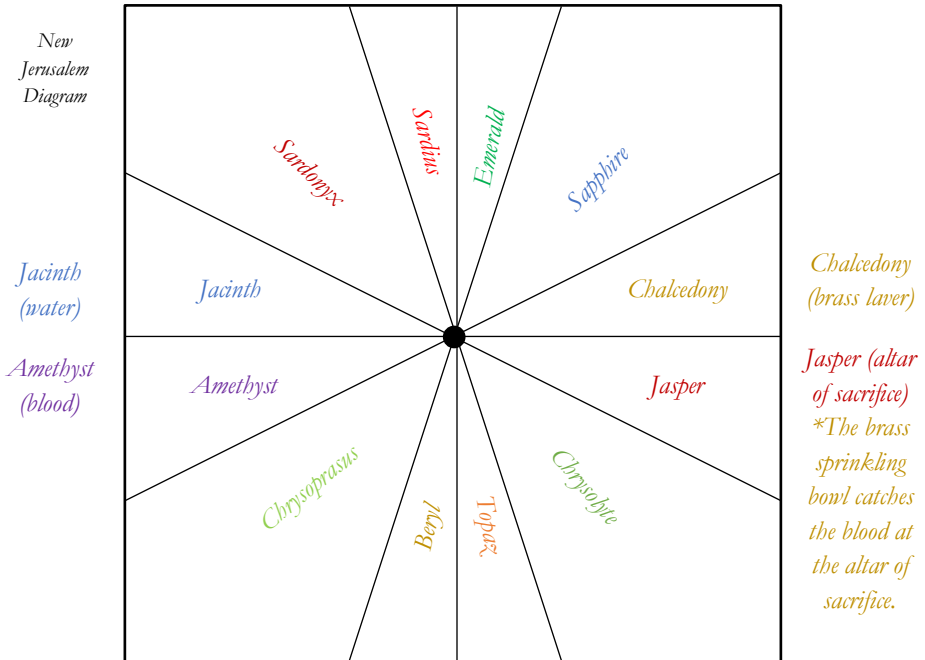 New
Jerusalem
Diagram
Sardonyx
Sardius
Emerald
Sapphire
Jacinth
(water)
Jacinth
Chalcedony
Chalcedony
(brass laver)
Amethyst
(blood)
Amethyst
Jasper
Jasper (altar
of sacrifice)
*The brass
sprinkling
bowl catches
the blood at
the altar of
sacrifice.
Chrysoprasus
Beryl
Topaz
Chrysolyte